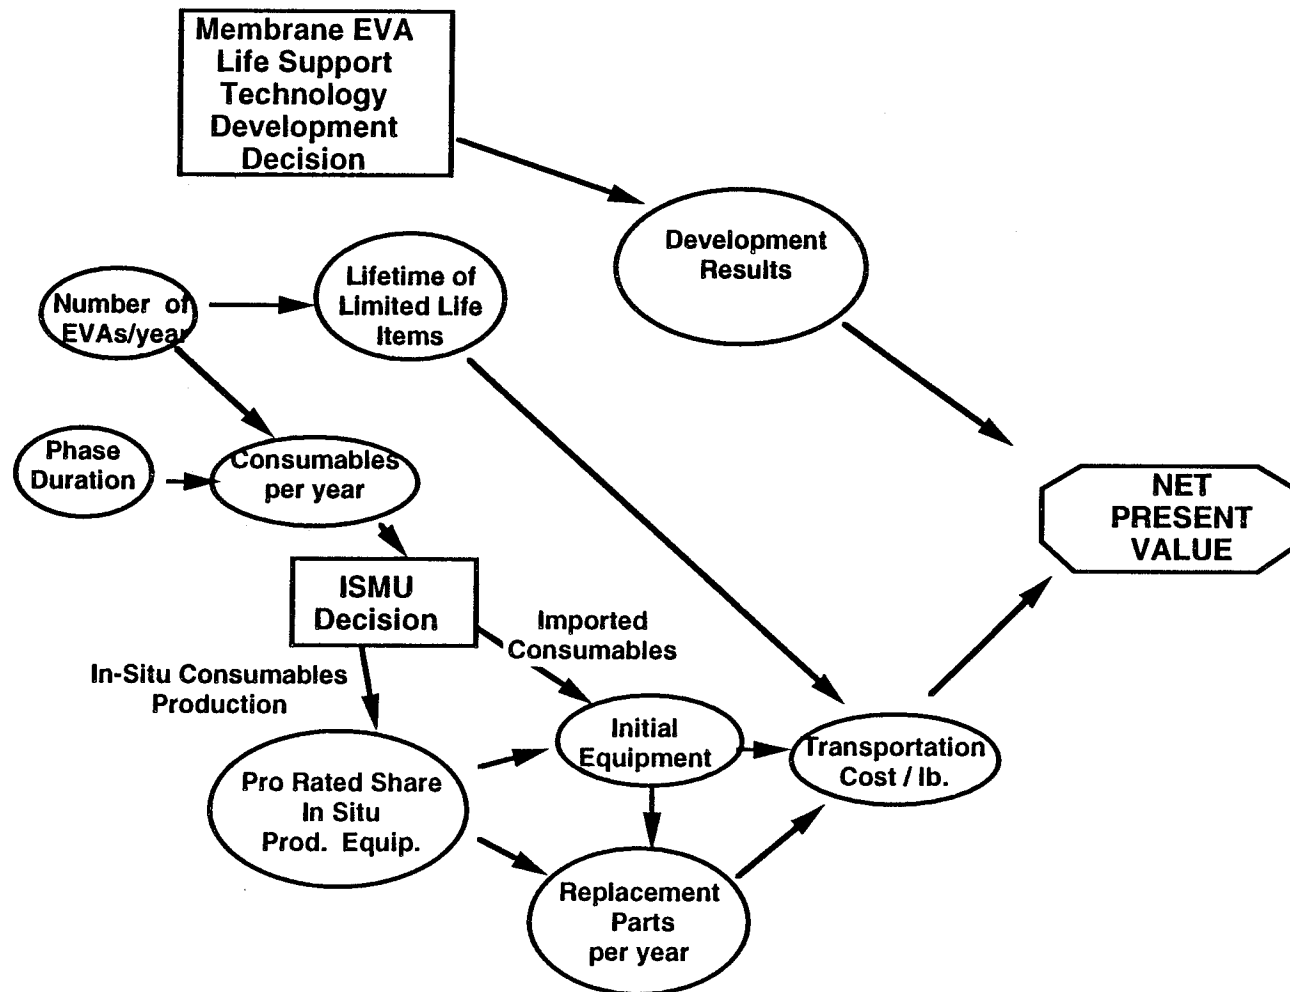 Membrane EVA
Life Support
Technology
Development
Decision
Development
Results
Lifetime of
Limited Life
Items
Number of
EVAs/year
Phase
Duration
Consumables
per year
NET
PRESENT
VALUE
ISMU
Decision
Imported
Consumables
In-Situ Consumables
Production
Initial
Equipment
Transportation
Cost / lb.
Pro Rated Share
In Situ
Prod. Equip.
Replacement
Parts
per year